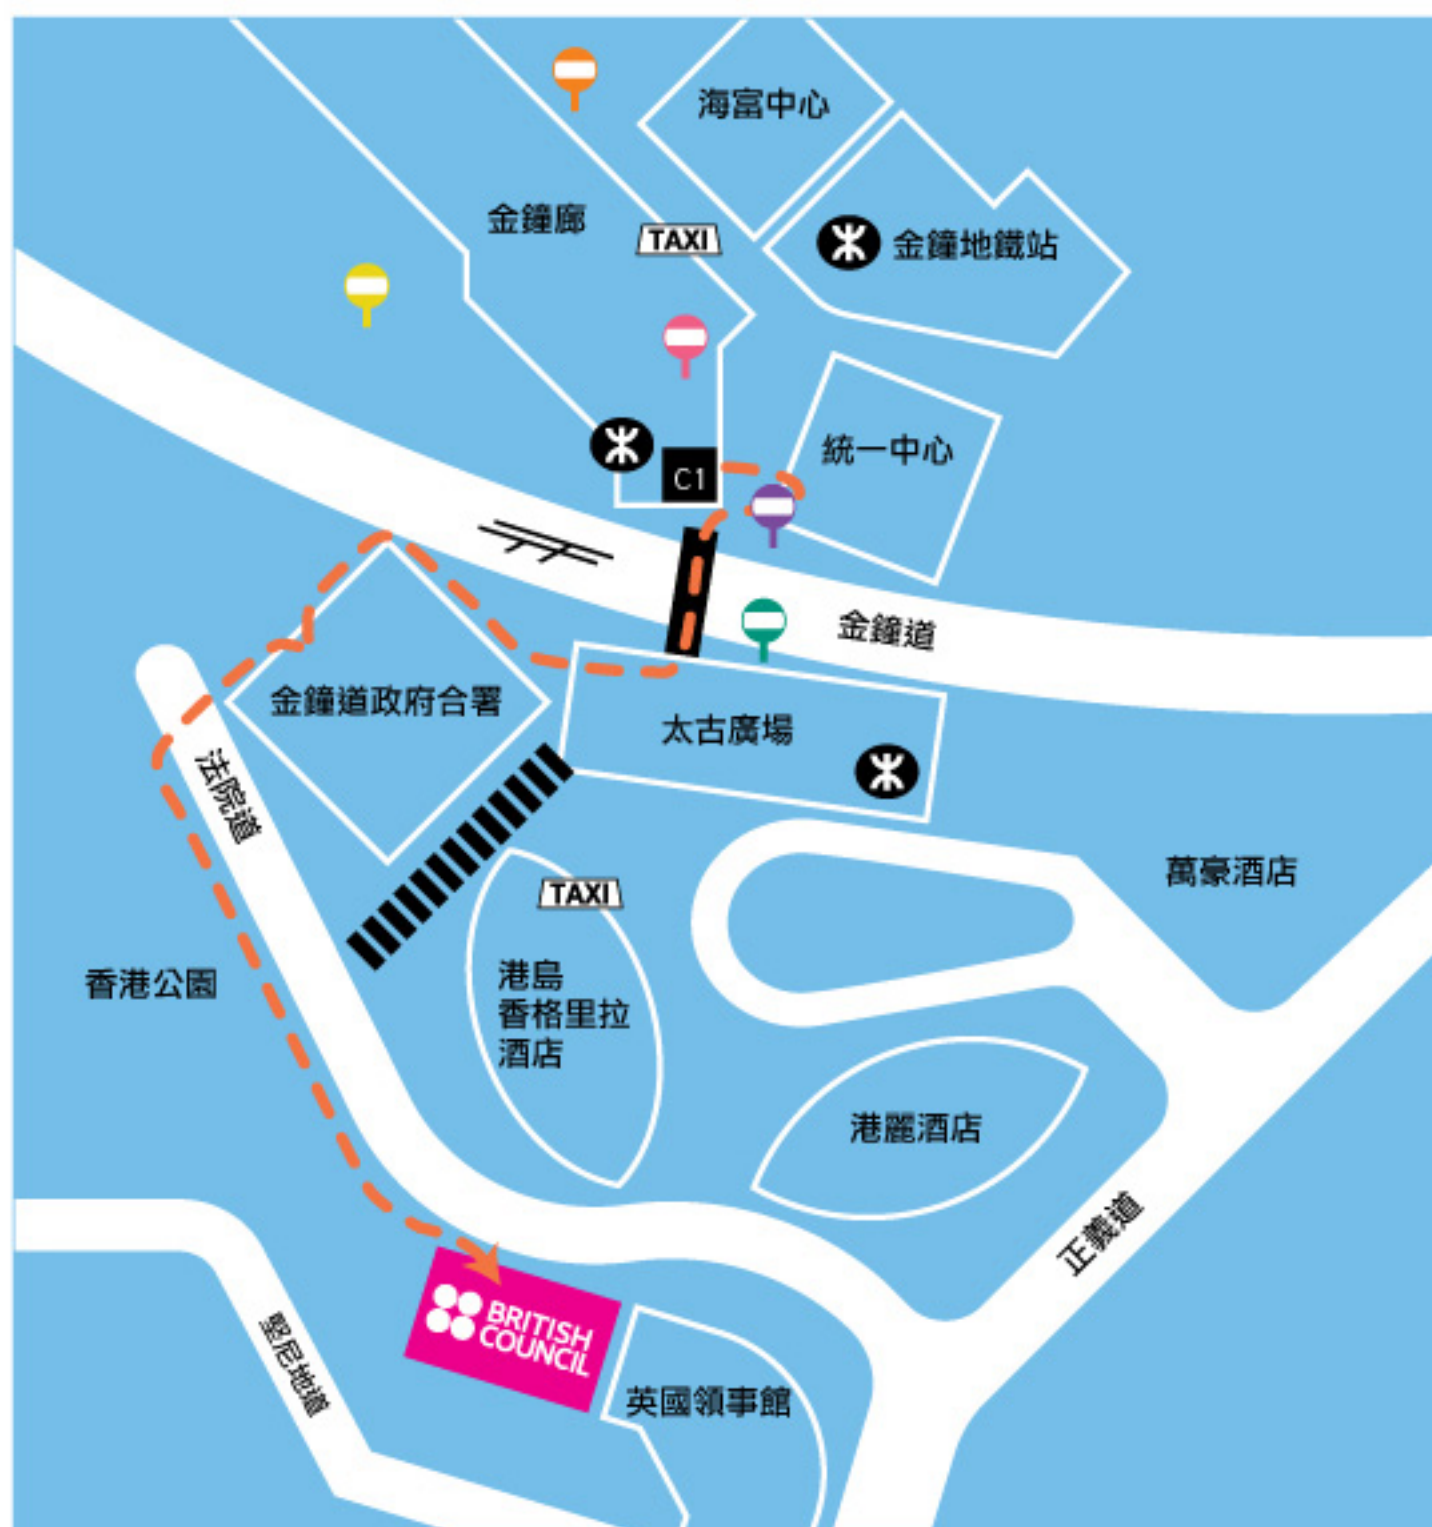 海富中心
金鐘廊
TAXI
金鐘地鐵站
統一中心
C1
金鐘道
金鐘道政府合署
太古廣場
法院道
萬豪酒店
TAXI
香港公園
港島
香格里拉
酒店
港麗酒店
正義道
BRITISH
COUNCIL
堅尼地道
英國領事館